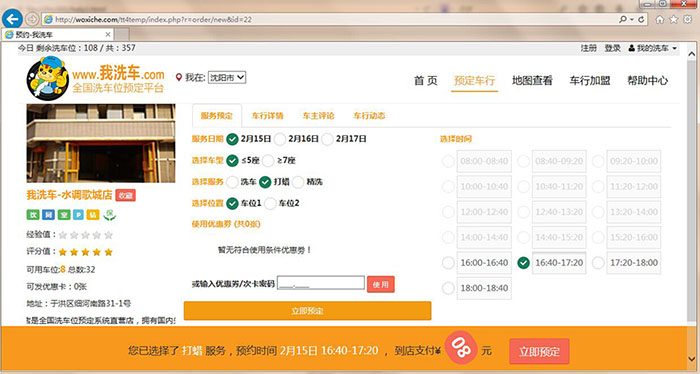 http://woxiche.com/tt4temp/index.php?r=order/new&id=22
预约-我洗车
今日 剩余洗车位：108 / 共：357
注册 登录 我的洗车
www.我洗车.com
全国洗车位预定平台
我在: 沈阳市
首 页 预定车行 地图查看 车行加盟 帮助中心
服务预定 车行详情 车主评论 车行动态
服务日期 2月15日 2月16日 2月17日
选择车型 ≤5座 ≥7座
选择服务 洗车 打蜡 精洗
选择位置 车位1 车位2
使用优惠劵 (共0张)
暂无符合使用条件优惠劵！
或输入优惠劵/次卡密码 使 用
立即预定
选择时间
08:00-08:40 08:40-09:20 09:20-10:00
10:00-10:40 10:40-11:20 11:20-12:00
12:00-12:40 12:40-13:20 13:20-14:00
14:00-14:40 14:40-15:20 15:20-16:00
16:00-16:40 16:40-17:20 17:20-18:00
18:00-18:40
我洗车-水调歌城店 收藏
经验值：
评分值：
可用车位:8 总数:32
可发优惠卡：0张
地址：于洪区细河南路31-1号
店是全国洗车位预定系统直营店，拥有国内
您已选择了 打蜡 服务，预约时间 2月15日 16:40-17:20 ，到店支付¥ 80 元 立即预定